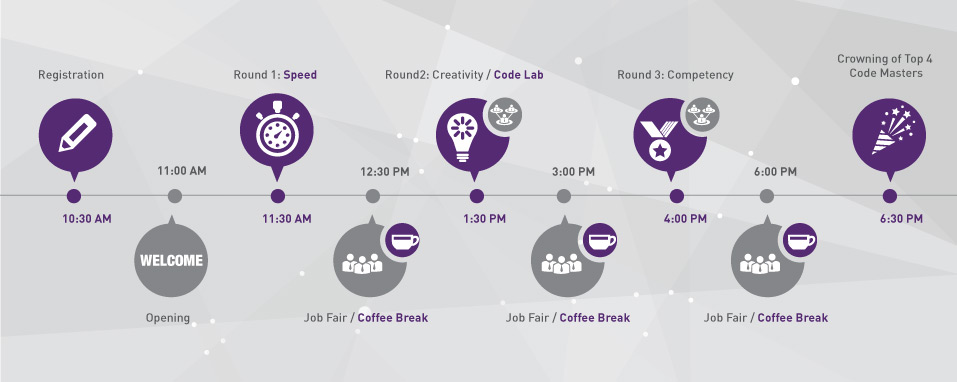 Registration
Round 1: Speed
Round2: Creativity / Code Lab
Round 3: Competency
Crowning of Top 4
Code Masters
11:00 AM
12:30 PM
3:00 PM
6:00 PM
10:30 AM
11:30 AM
1:30 PM
4:00 PM
6:30 PM
WELCOME
Opening
Job Fair / Coffee Break
Job Fair / Coffee Break
Job Fair / Coffee Break